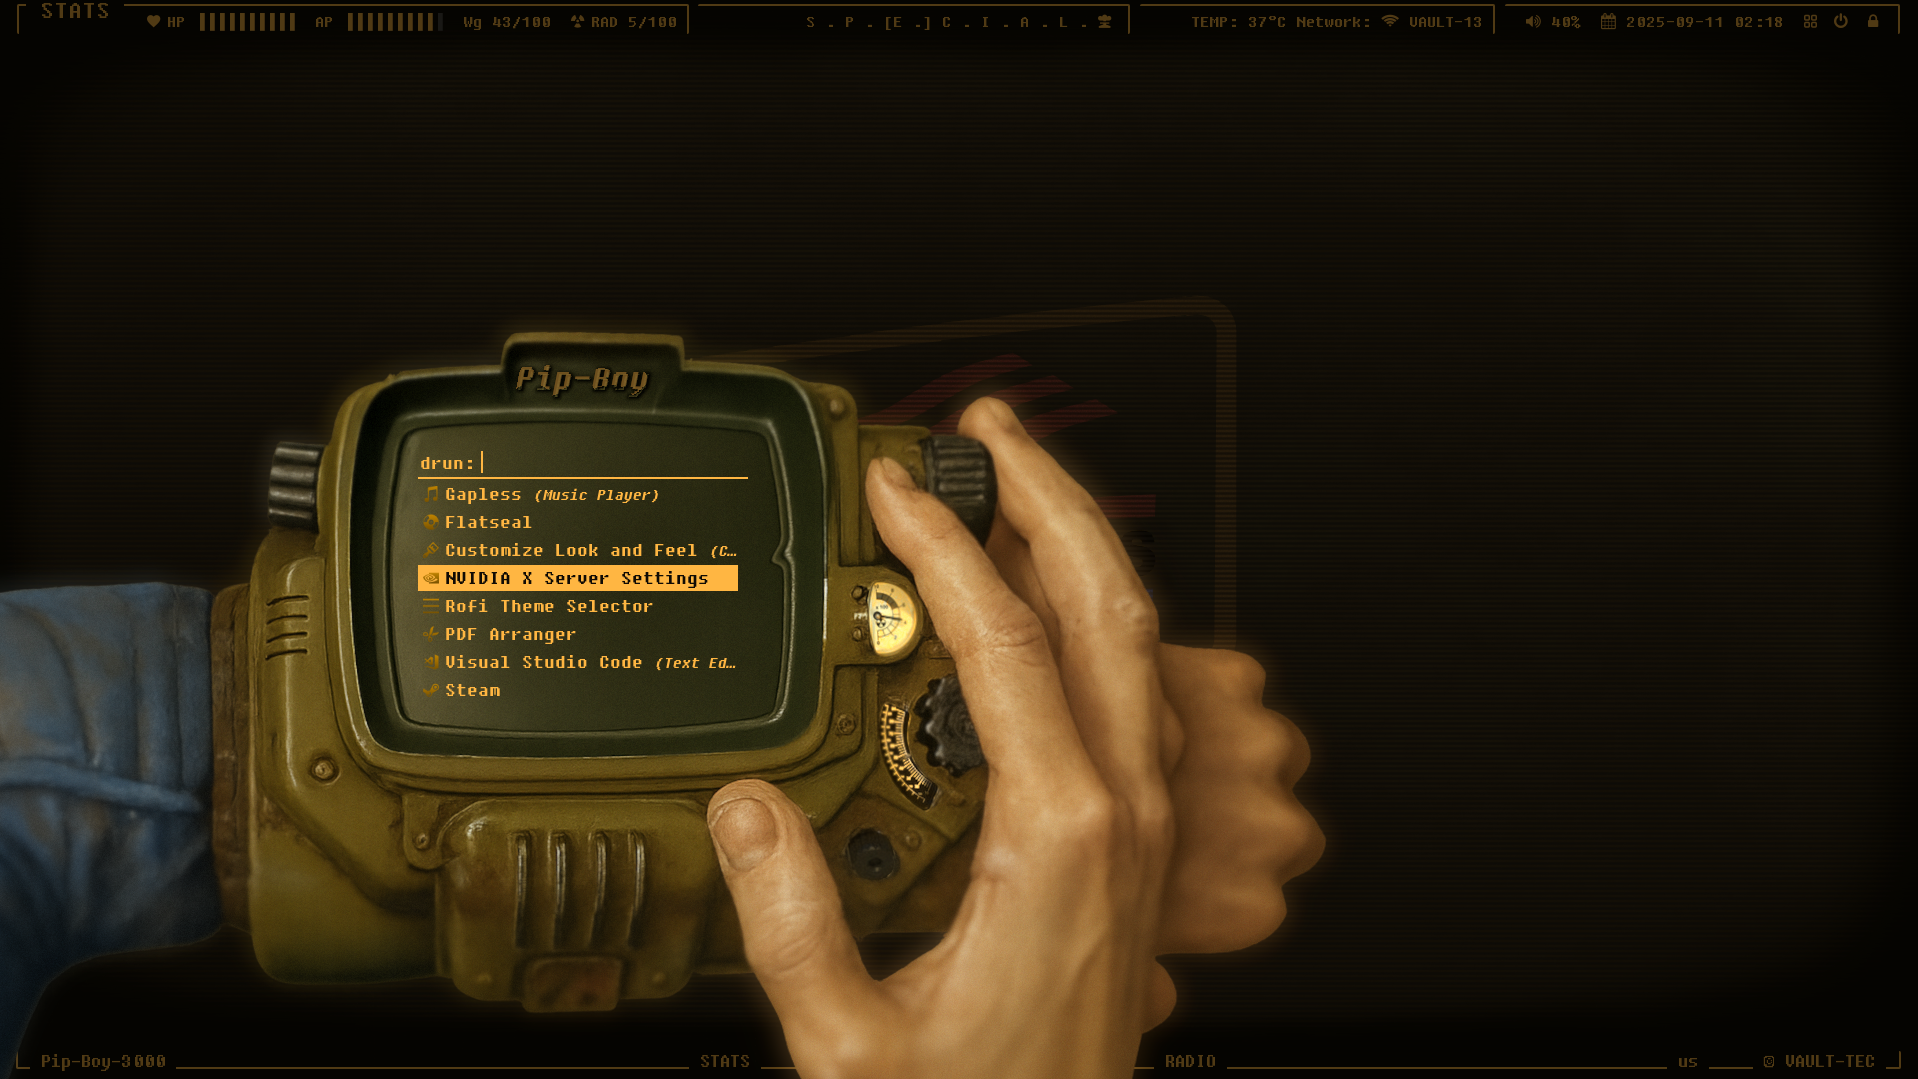 STATS
HP AP Wg 43/100 RAD 5/100
S . P . [E .] C . I . A . L .
TEMP: 37°C Network: VAULT-13
40% 2025-09-11 02:18
Pip-Boy
drun:
Gapless (Music Player)
Flatseal
Customize Look and Feel (C…
NVIDIA X Server Settings
Rofi Theme Selector
PDF Arranger
Visual Studio Code (Text Ed…
Steam
Pip-Boy-3000
STATS
RADIO
us
VAULT-TEC